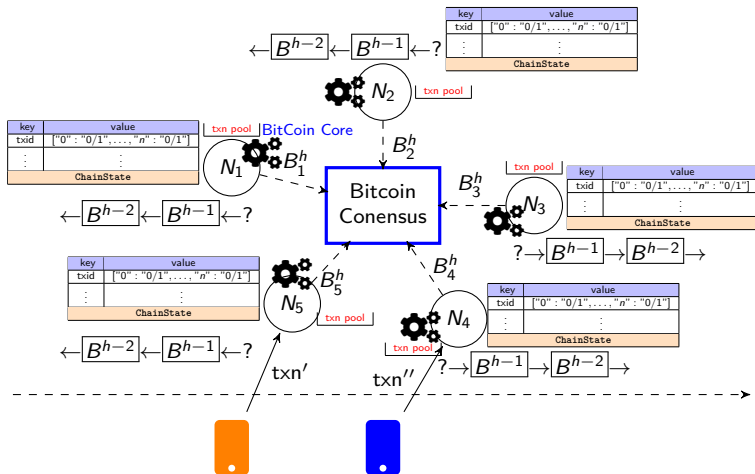 key value
txid ["0" : "0/1",..., "n" : "0/1"]
⋮ ⋮
ChainState
← B^{h−2} ← B^{h−1} ←?
N_2
txn pool
key value
txid ["0" : "0/1",..., "n" : "0/1"]
⋮ ⋮
ChainState
txn pool
BitCoin Core
N_1
B_1^h
B_2^h
← B^{h−2} ← B^{h−1} ←?
Bitcoin
Conensus
B_3^h
txn pool
N_3
key value
txid ["0" : "0/1",..., "n" : "0/1"]
⋮ ⋮
ChainState
?→ B^{h−1} → B^{h−2} →
key value
txid ["0" : "0/1",..., "n" : "0/1"]
⋮ ⋮
ChainState
N_5
B_5^h
txn pool
← B^{h−2} ← B^{h−1} ←?
B_4^h
N_4
txn pool
key value
txid ["0" : "0/1",..., "n" : "0/1"]
⋮ ⋮
ChainState
?→ B^{h−1} → B^{h−2} →
txn′
txn′′